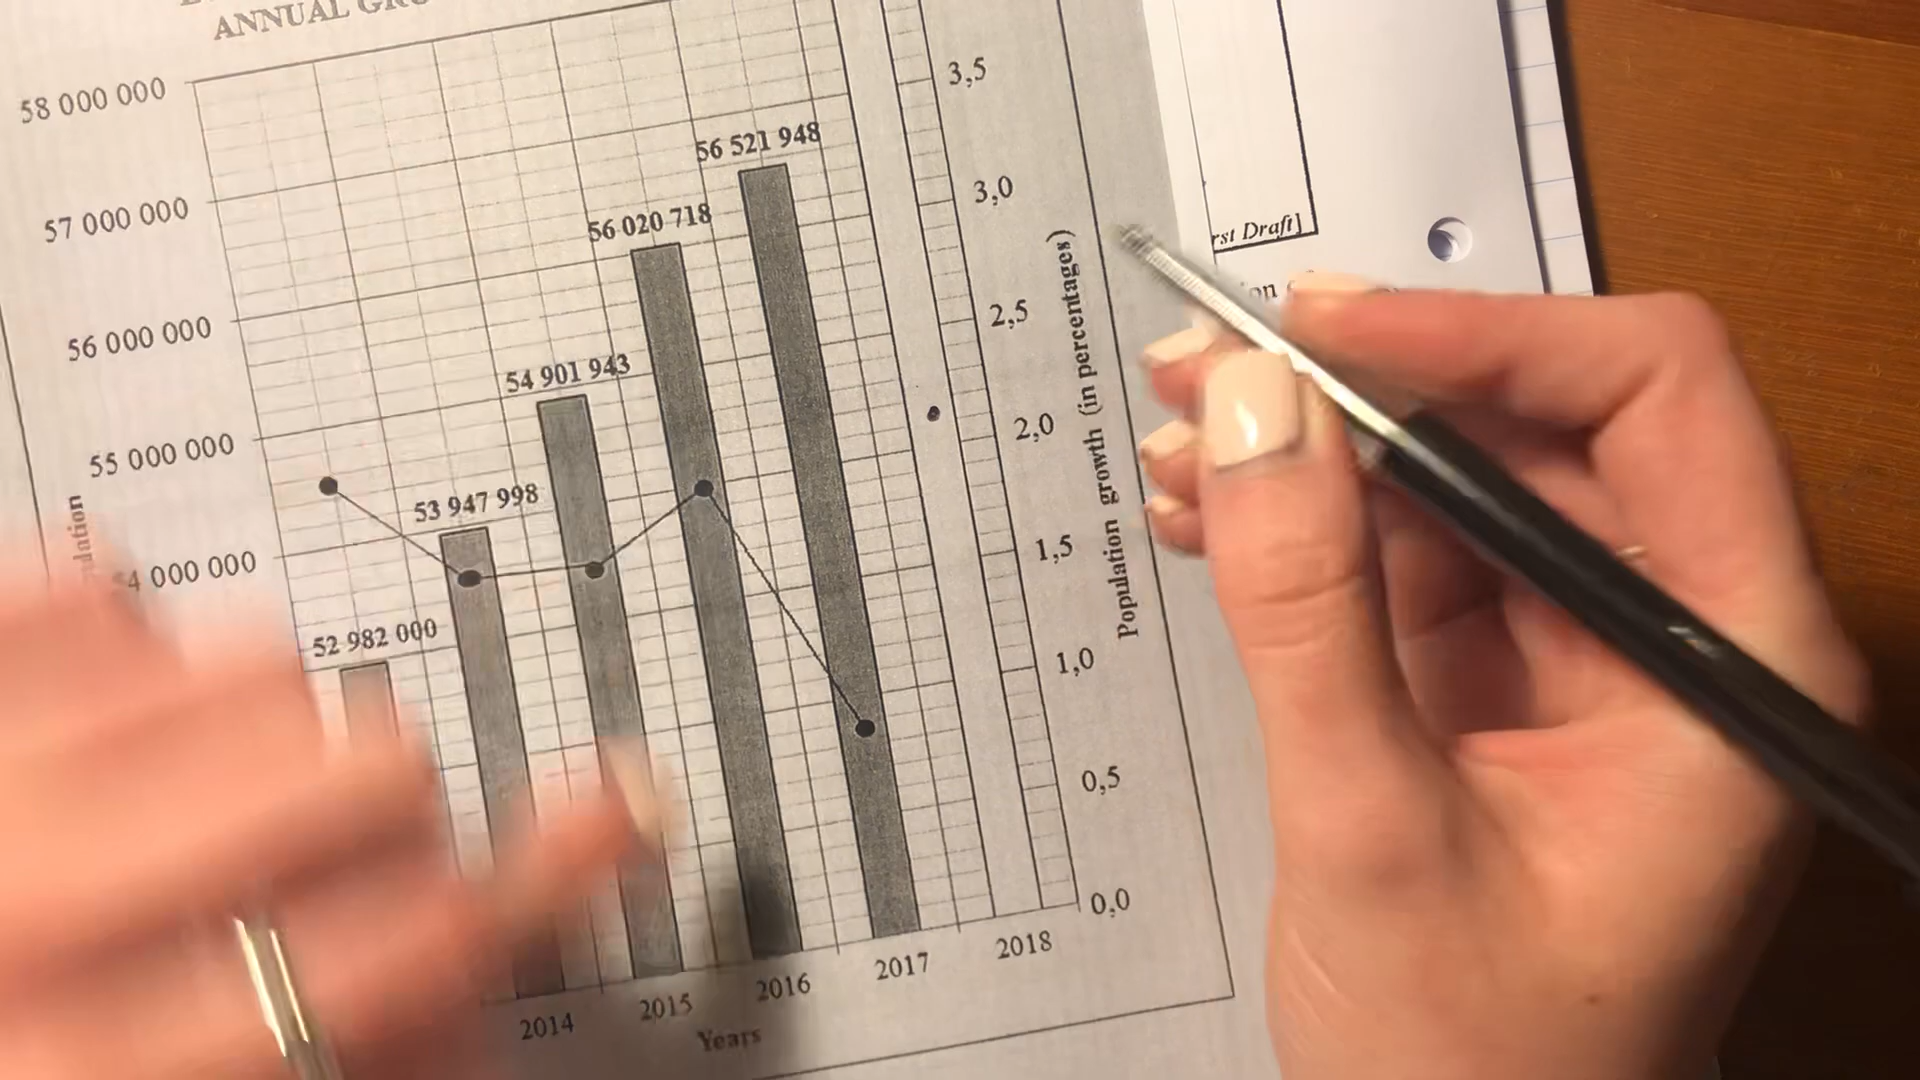 ANNUAL
58 000 000
57 000 000
56 000 000
55 000 000
4 000 000
56 521 948
56 020 718
54 901 943
53 947 998
52 982 000
3,5
3,0
2,5
2,0
1,5
1,0
0,5
0,0
Population growth (in percentages)
2014
2015
2016
2017
2018
Years
rst Draft]